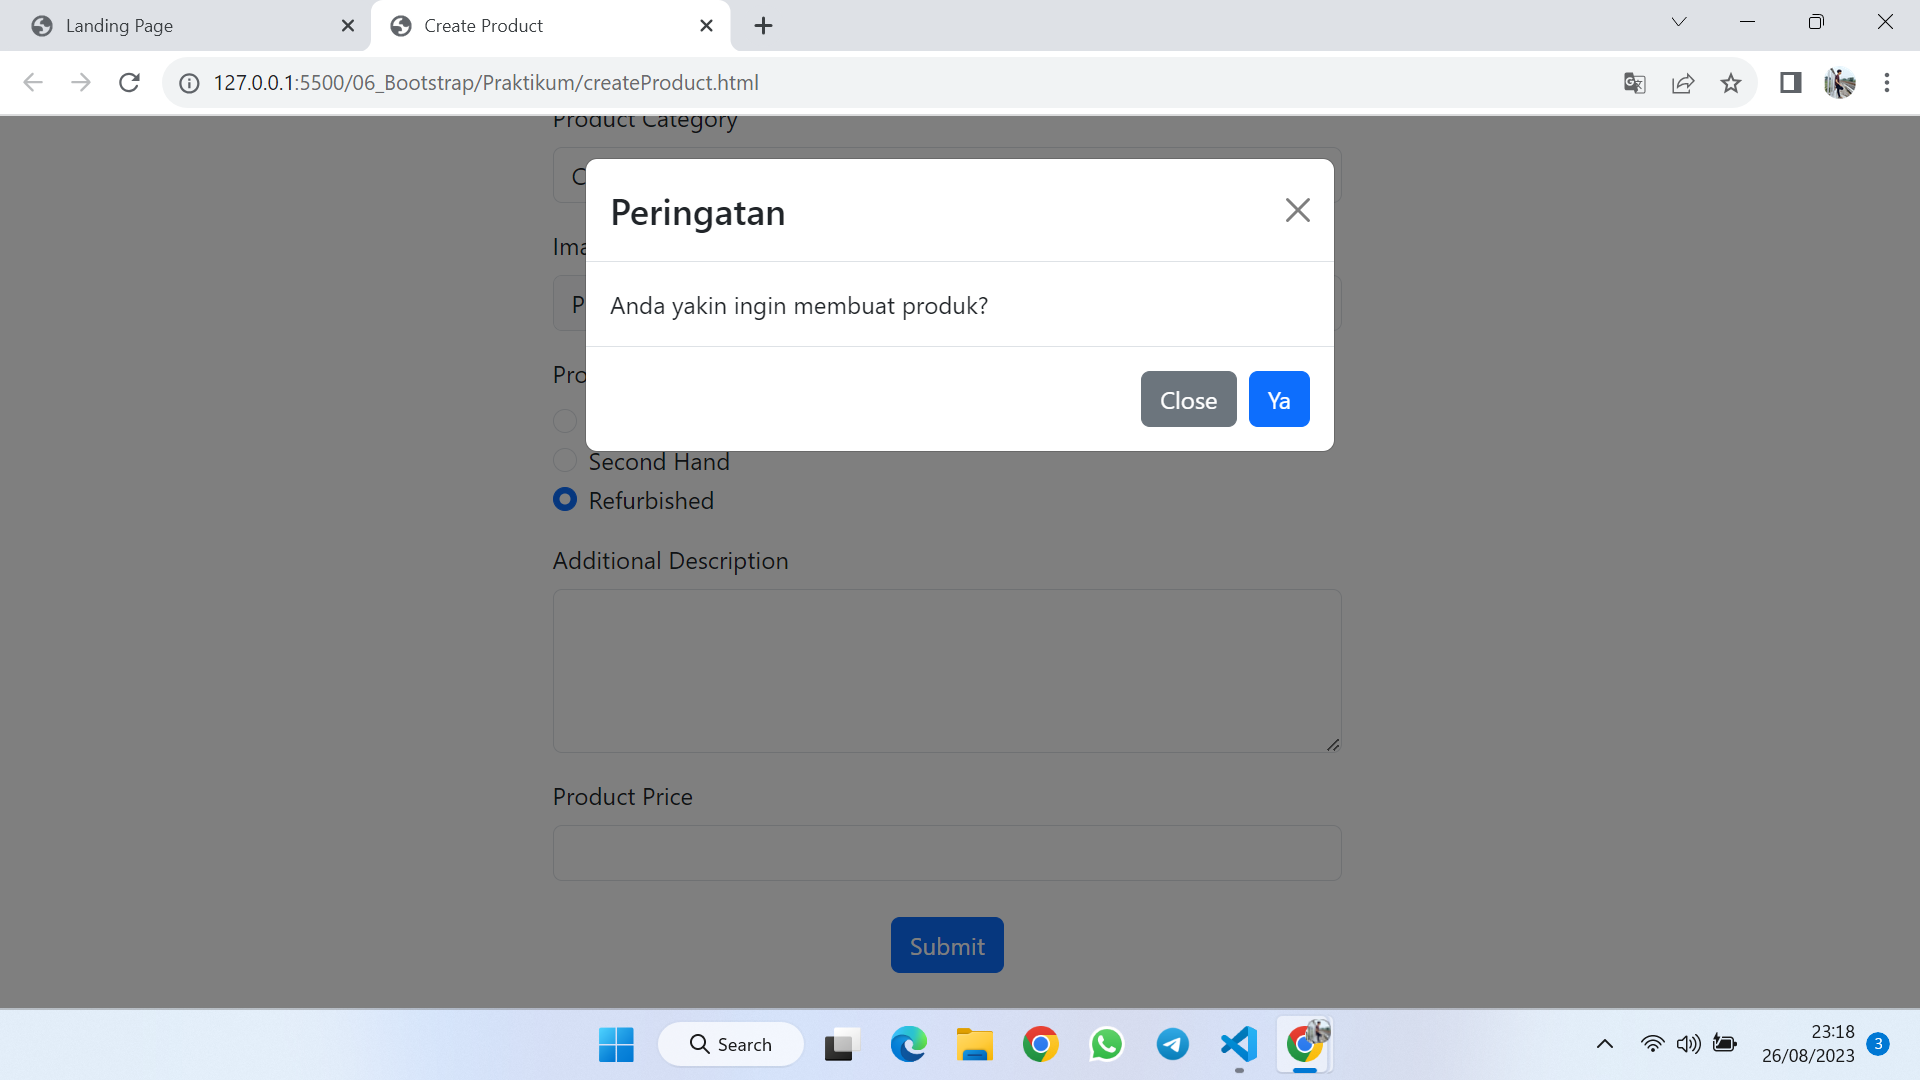 Landing Page
Create Product
127.0.0.1:5500/06_Bootstrap/Praktikum/createProduct.html
Product Category
C
Peringatan
Ima
P
Anda yakin ingin membuat produk?
Pro
Close
Ya
Second Hand
Refurbished
Additional Description
Product Price
Submit
Search
23:18
26/08/2023
3